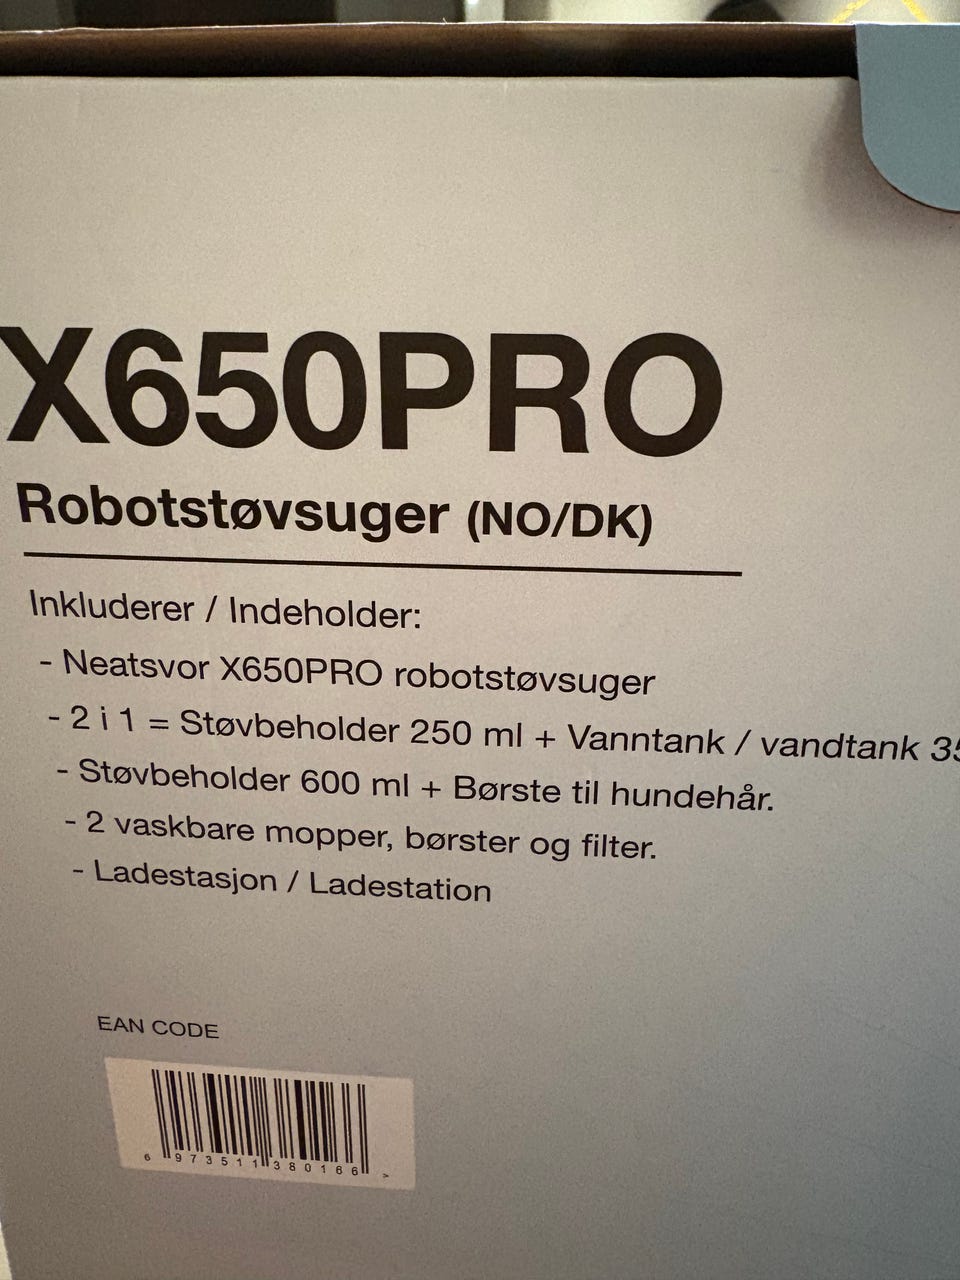 X650PRO
Robotstøvsuger (NO/DK)
Inkluderer / Indeholder:
- Neatsvor X650PRO robotstøvsuger
- 2 i 1 = Støvbeholder 250 ml + Vanntank / vandtank
- Støvbeholder 600 ml + Børste til hundehår.
- 2 vaskbare mopper, børster og filter.
- Ladestasjon / Ladestation
EAN CODE
6 973511 380166 >